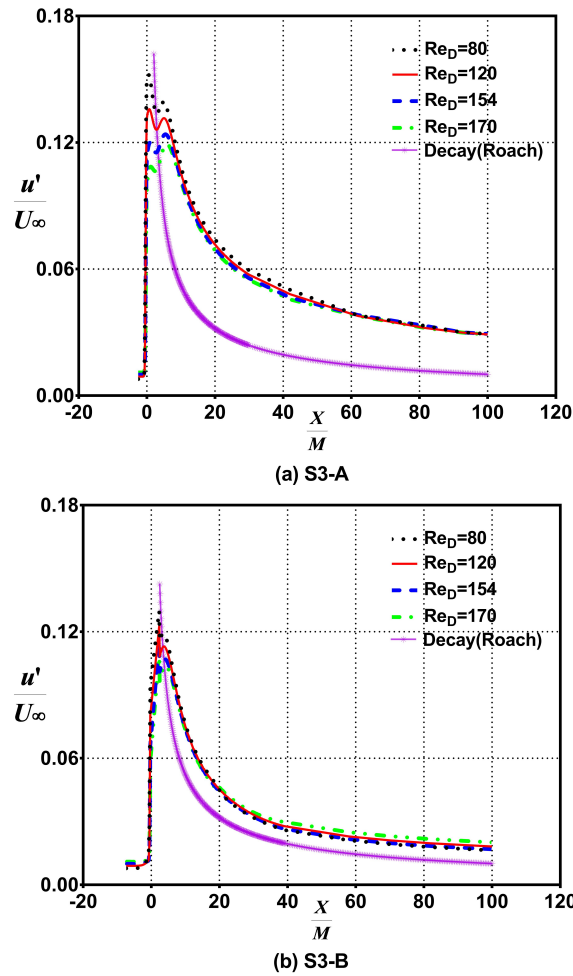 0.18
Re_D=80
Re_D=120
Re_D=154
Re_D=170
Decay(Roach)
0.12
u'
U∞
0.06
0.00
-20 0 20 40 60 80 100 120
X
M
(a) S3-A
0.18
Re_D=80
Re_D=120
Re_D=154
Re_D=170
Decay(Roach)
0.12
u'
U∞
0.06
0.00
-20 0 20 40 60 80 100 120
X
M
(b) S3-B